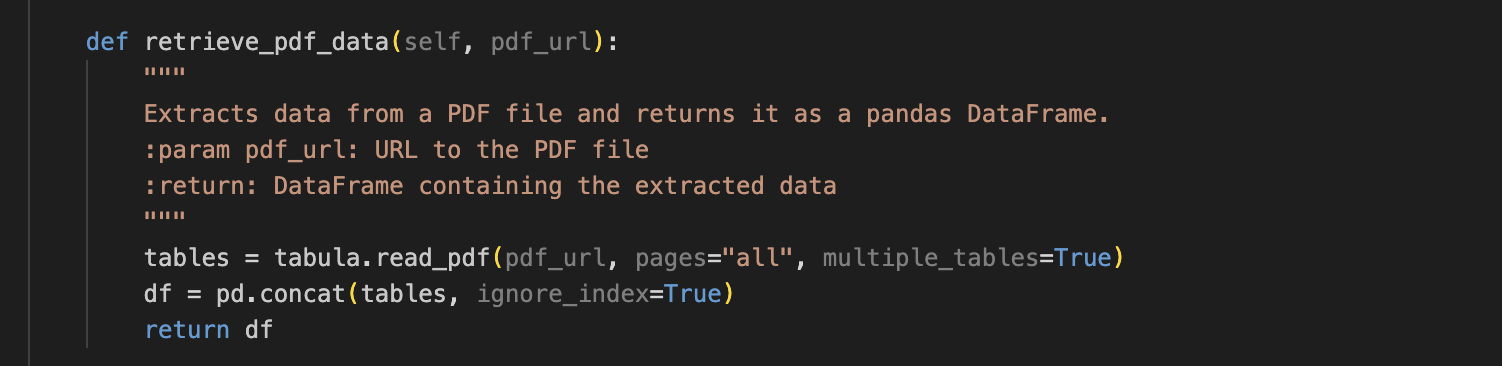 def retrieve_pdf_data(self, pdf_url):
"""
Extracts data from a PDF file and returns it as a pandas DataFrame.
:param pdf_url: URL to the PDF file
:return: DataFrame containing the extracted data
"""
tables = tabula.read_pdf(pdf_url, pages="all", multiple_tables=True)
df = pd.concat(tables, ignore_index=True)
return df